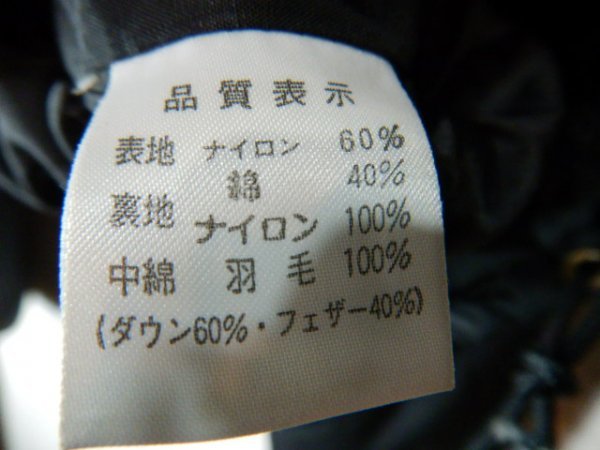 品質表示
表地 ナイロン 60%
綿 40%
裏地 ナイロン 100%
中綿 羽毛 100%
(ダウン60%・フェザー40%)